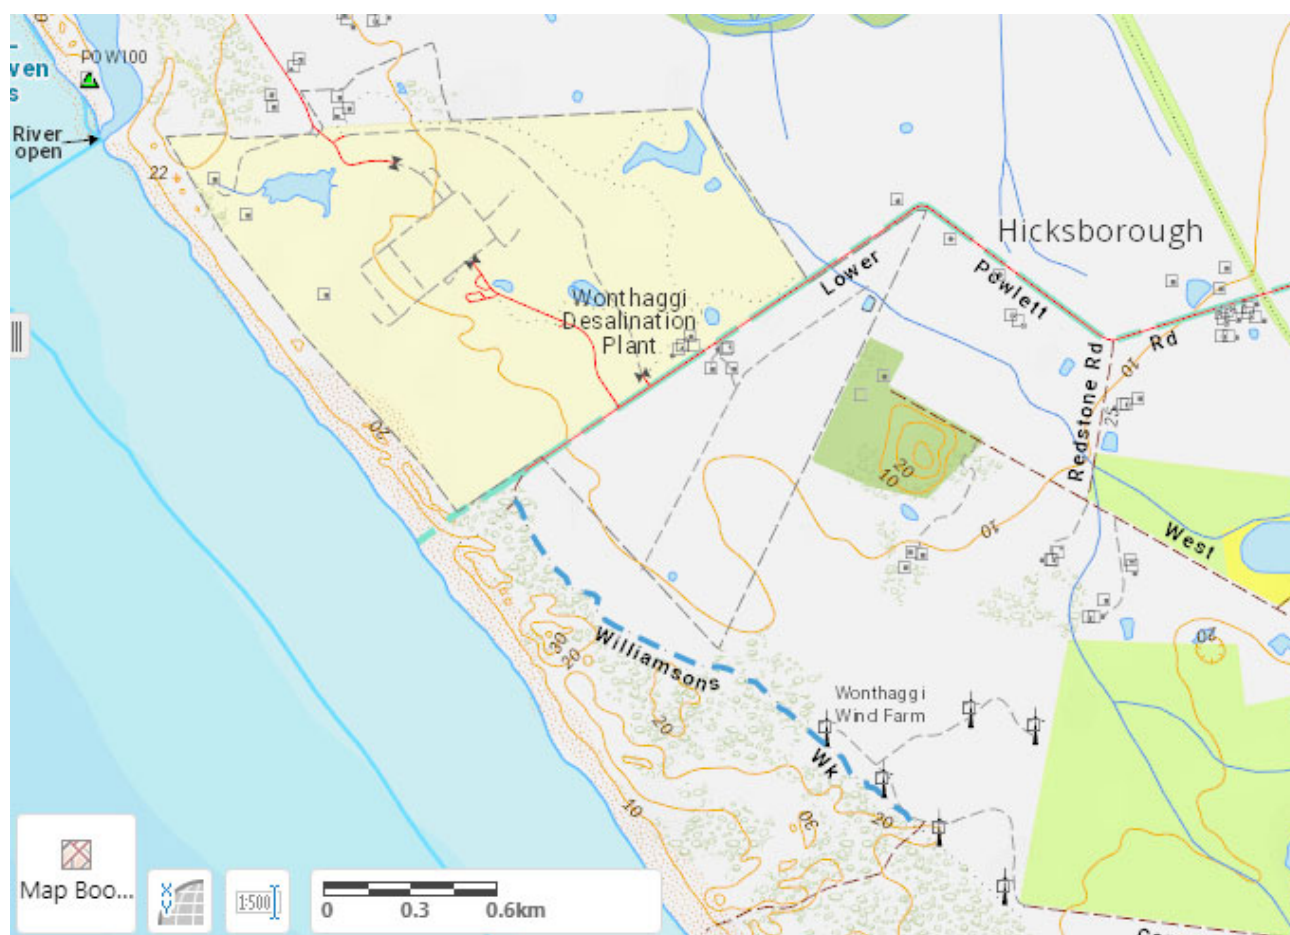 POW100
ven
s
River
open
22
Hicksborough
Lower
Powlett
Rd
Wonthaggi
Desalination
Plant
Redstone Rd
10
25
20
20
10
10
West
20
30
20
Williamsons
20
Wonthaggi
Wind Farm
Wk
10
30
20
Map Boo...
X
Y
1:500
0 0.3 0.6km